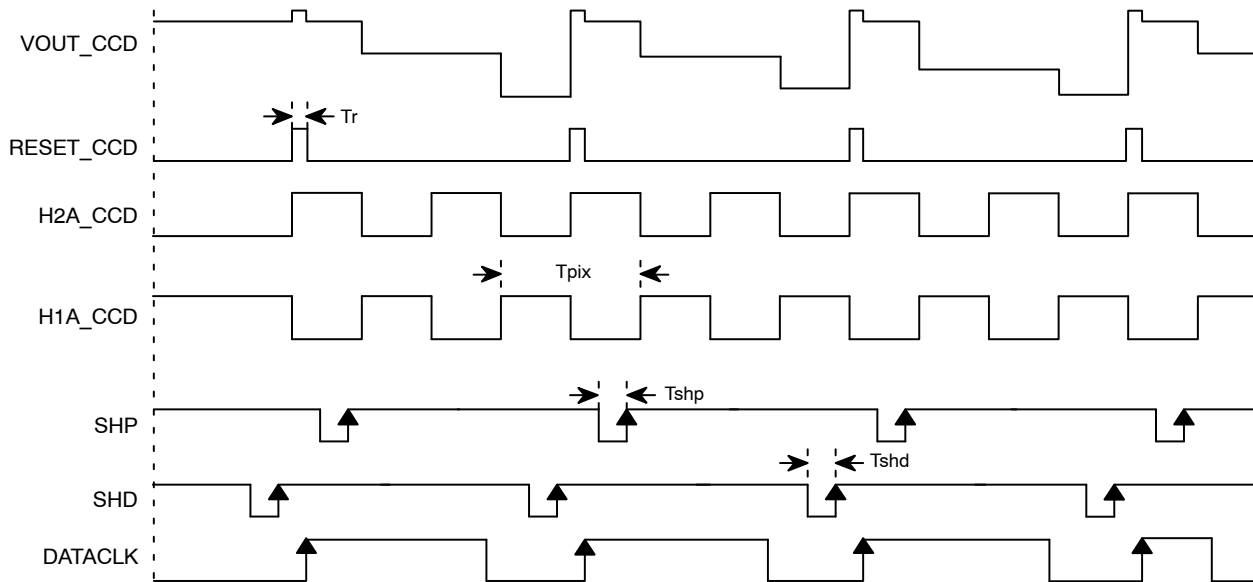 VOUT_CCD
Tr
RESET_CCD
H2A_CCD
Tpix
H1A_CCD
Tshp
SHP
Tshd
SHD
DATACLK